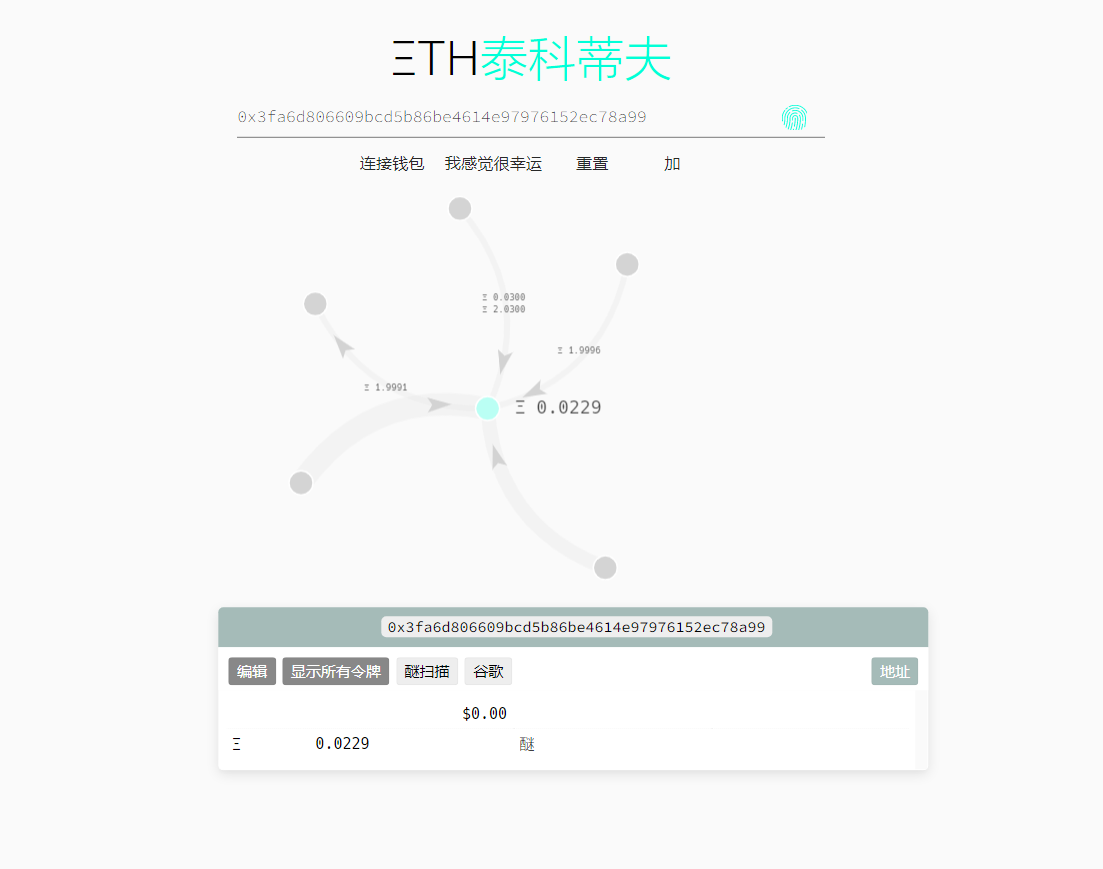 ΞTH泰科蒂夫
0x3fa6d806609bcd5b86be4614e97976152ec78a99
连接钱包 我感觉很幸运 重置 加
Ξ 0.0300
Ξ 2.0300
Ξ 1.9996
Ξ 1.9991
Ξ 0.0229
0x3fa6d806609bcd5b86be4614e97976152ec78a99
编辑 显示所有令牌 醚扫描 谷歌 地址
$0.00
Ξ 0.0229 醚